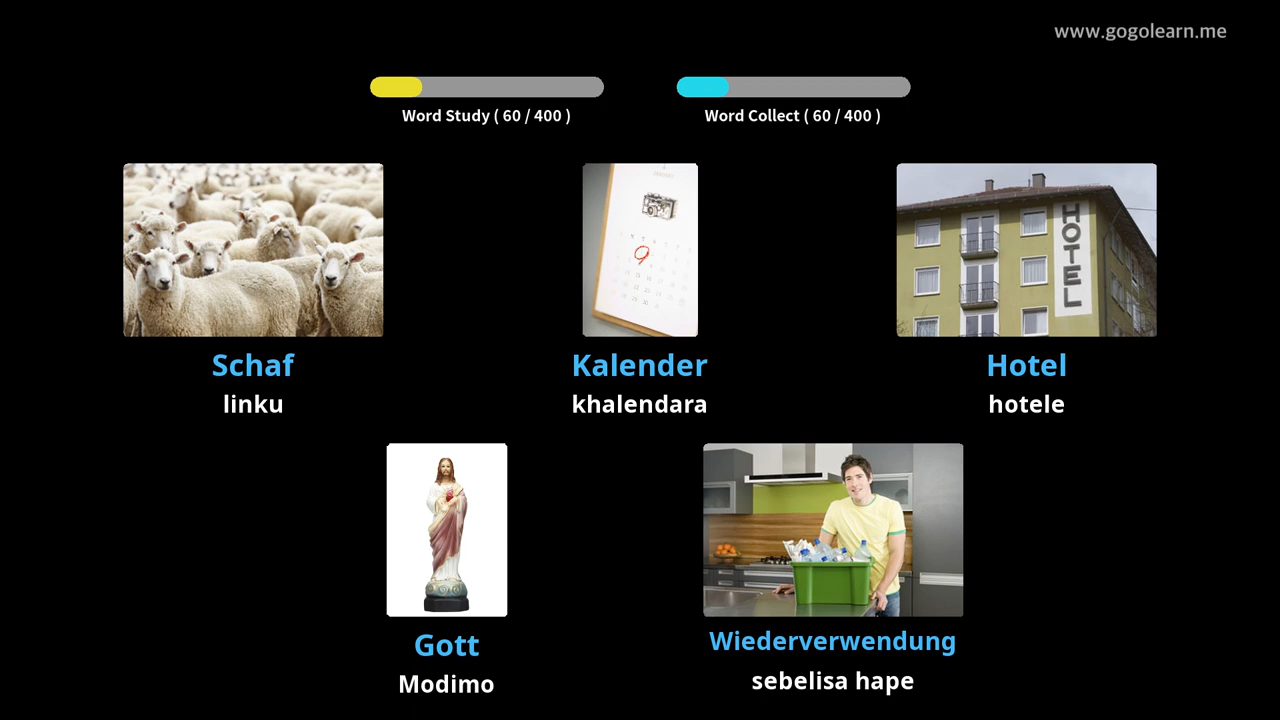 www.gogolearn.me
Word Study ( 60 / 400 )
Word Collect ( 60 / 400 )
HOTEL
9
Schaf
Kalender
Hotel
linku
khalendara
hotele
Gott
Wiederverwendung
Modimo
sebelisa hape